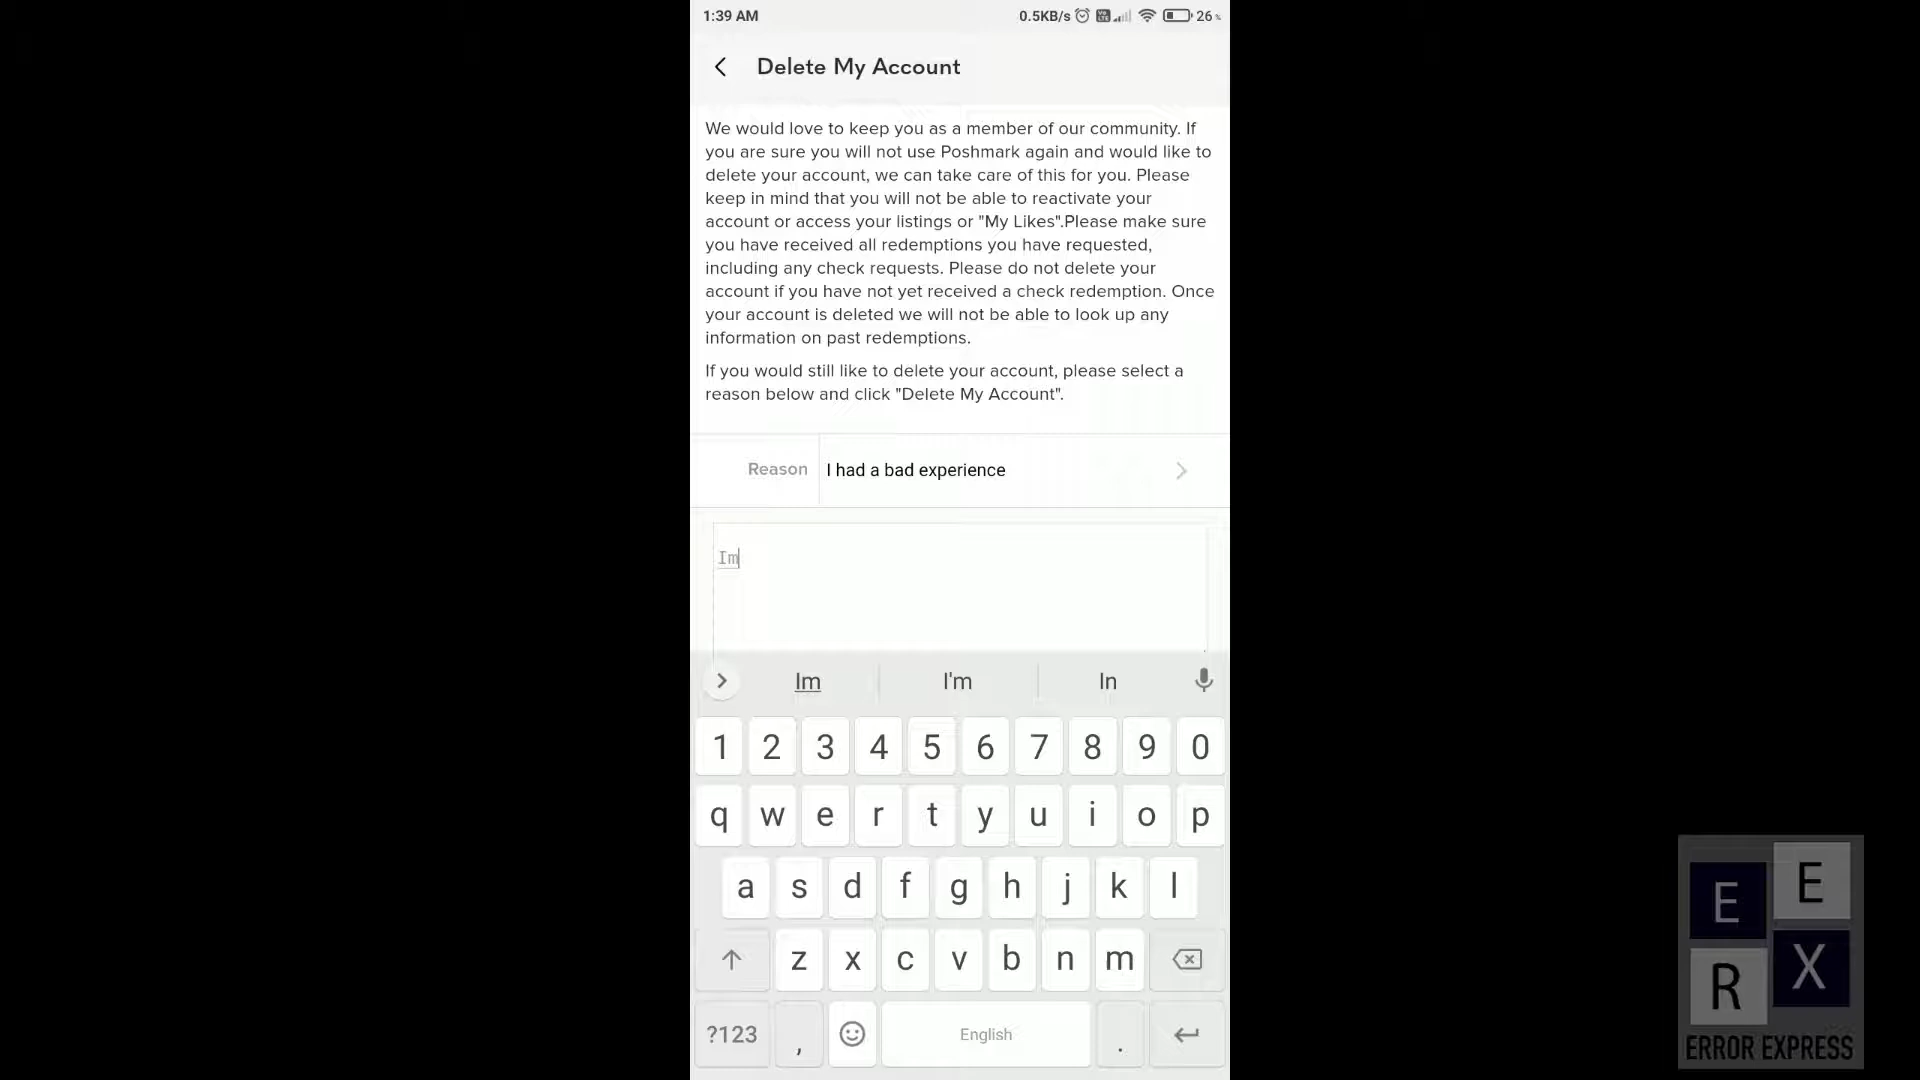 1:39 AM 0.5KB/s Vo LTE 26%
Delete My Account
We would love to keep you as a member of our community. If
you are sure you will not use Poshmark again and would like to
delete your account, we can take care of this for you. Please
keep in mind that you will not be able to reactivate your
account or access your listings or "My Likes".Please make sure
you have received all redemptions you have requested,
including any check requests. Please do not delete your
account if you have not yet received a check redemption. Once
your account is deleted we will not be able to look up any
information on past redemptions.
If you would still like to delete your account, please select a
reason below and click "Delete My Account".
Reason I had a bad experience
Im
Im I'm In
1 2 3 4 5 6 7 8 9 0
q w e r t y u i o p
a s d f g h j k l
z x c v b n m
?123 , English .
E E
R X
ERROR EXPRESS